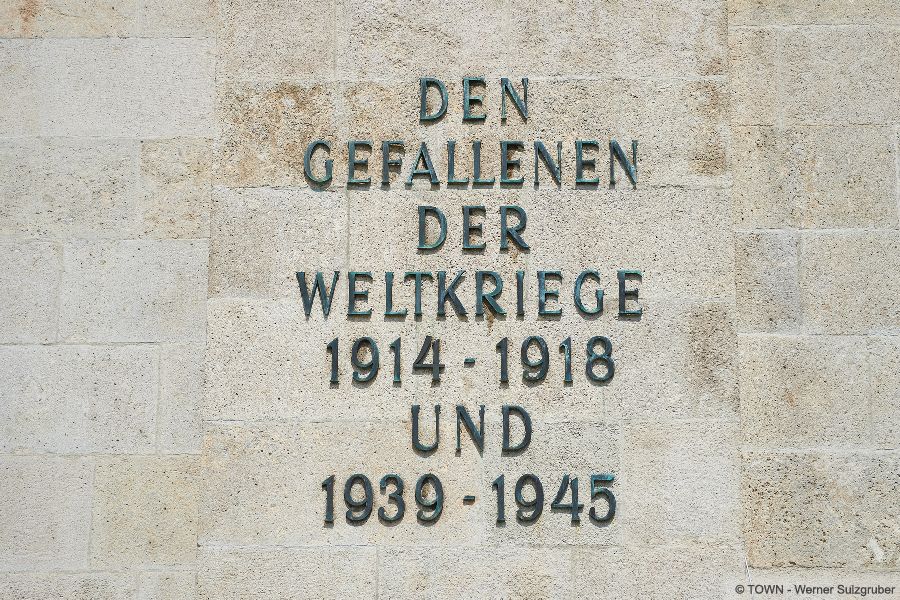 DEN
GEFALLENEN
DER
WELTKRIEGE
1914 - 1918
UND
1939 - 1945
© TOWN - Werner Sulzgruber